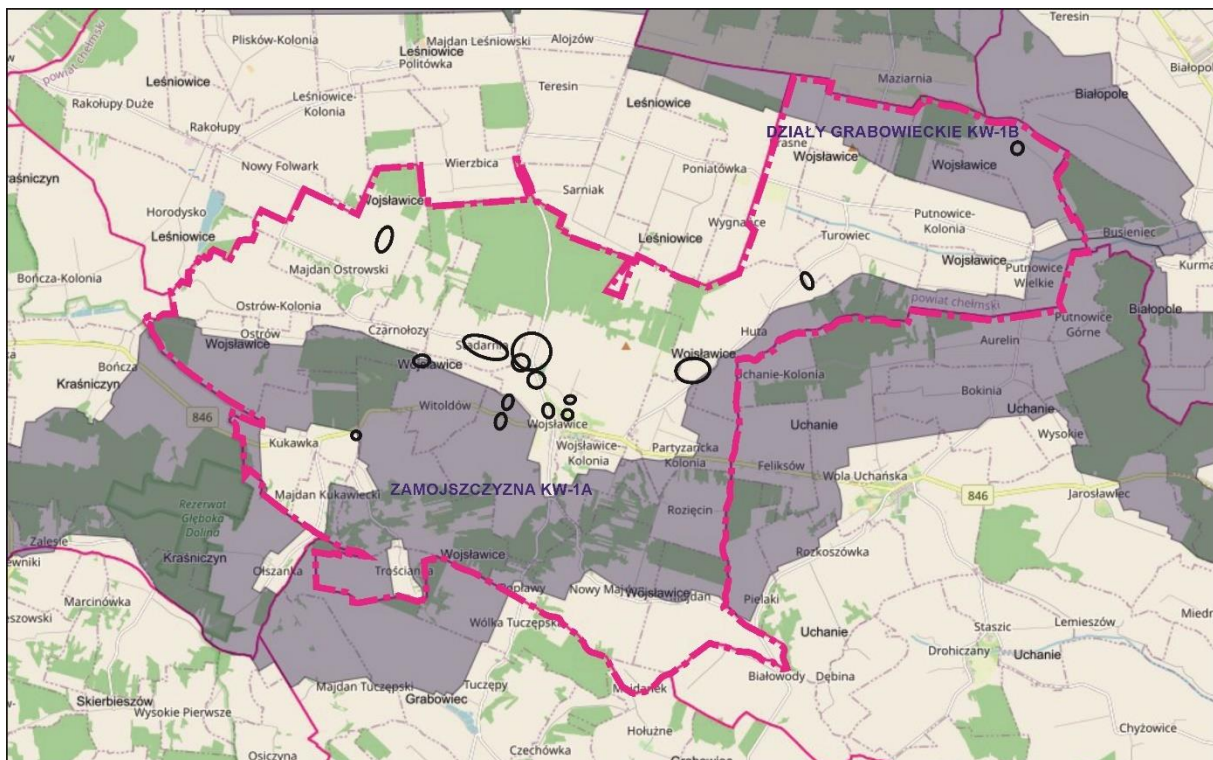 Teresin
Plisków-Kolonia
Majdan Leśniowski
Alojzów
Leśniowice
Politówka
powiat chełmski
Maziarnia
Białopol
Leśniowice
Teresin
Białopole
Rakołupy Duże
Leśniowice-
Kolonia
Leśniowice
Rakołupy
DZIAŁY GRABOWIECKIE KW-1B
Wojsławice
Wojsławice
Nowy Folwark
Wierzbica
Poniatówka
Sarniak
Wojsławice
Horodysko
Wygnańce
Putnowice-
Kolonia
Leśniowice
Leśniowice
Turowiec
Busieniec
Bończa-Kolonia
Majdan Ostrowski
Wojsławice
Putnowice
Wielkie
Ostrów-Kolonia
powiat chełmski
Białopole
Czarnołozy
Huta
Putnowice
Górne
Ostrów
Wojsławice
Stadarnia
Aurelin
Wojsławice
Bończa
Wojsławice
Uchanie-Kolonia
Kraśniczyn
Bokinia
Witoldów
Uchanie
846
Uchanie
Wojsławice
Kukawka
Wojsławice-
Kolonia
Partyzancka
Kolonia
Wysokie
Feliksów
Wola Uchańska
ZAMOJSZCZYZNA KW-1A
846
Jarosławiec
Majdan Kukawiecki
Rezerwat
Głęboka
Dolina
Rozięcin
Zalesie
Kraśniczyn
Wojsławice
Rozkoszówka
Olszanka
Nowy Majdan
Wojsławice
Pielaki
Marcinówka
Wólka Tuczępska
Uchanie
Staszic
Lemieszów
Drohiczany
Uchanie
Majdan Tuczępski
Tuczępy
Białowody
Dębina
Skierbieszów
Grabowiec
Wysokie Pierwsze
Hołużne
Chyżowice
Czechówka